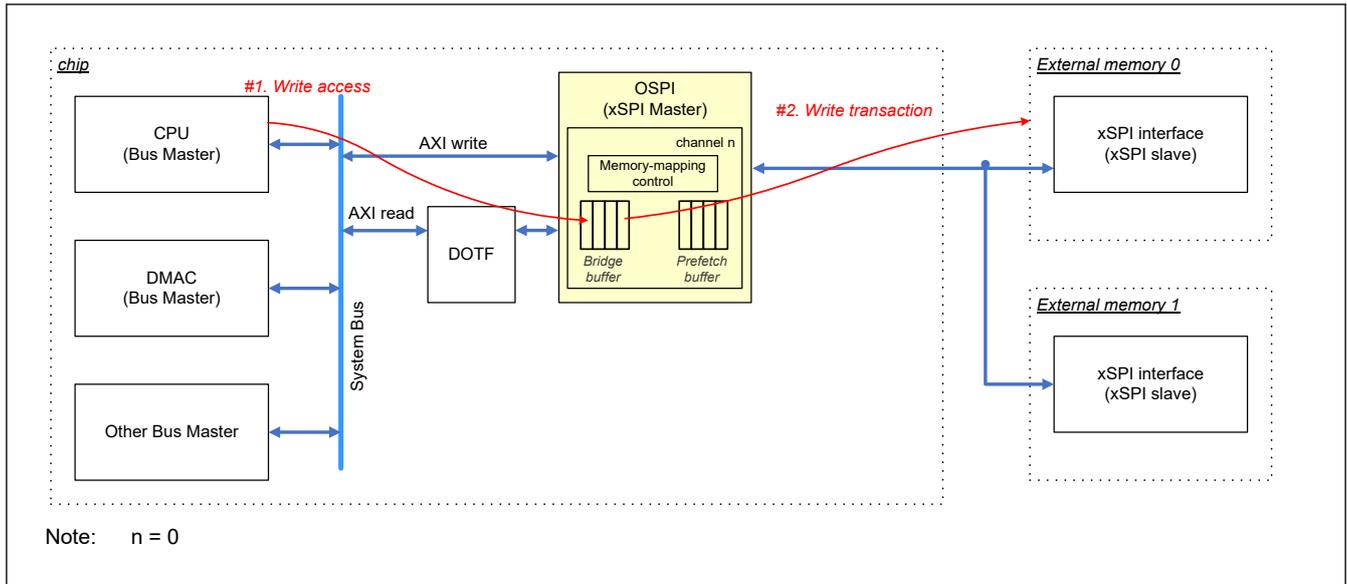 chip
#1. Write access
CPU
(Bus Master)
DMAC
(Bus Master)
Other Bus Master
System Bus
AXI write
AXI read
DOTF
OSPI
(xSPI Master)
channel n
Memory-mapping
control
Bridge
buffer
Prefetch
buffer
#2. Write transaction
External memory 0
xSPI interface
(xSPI slave)
External memory 1
xSPI interface
(xSPI slave)
Note: n = 0